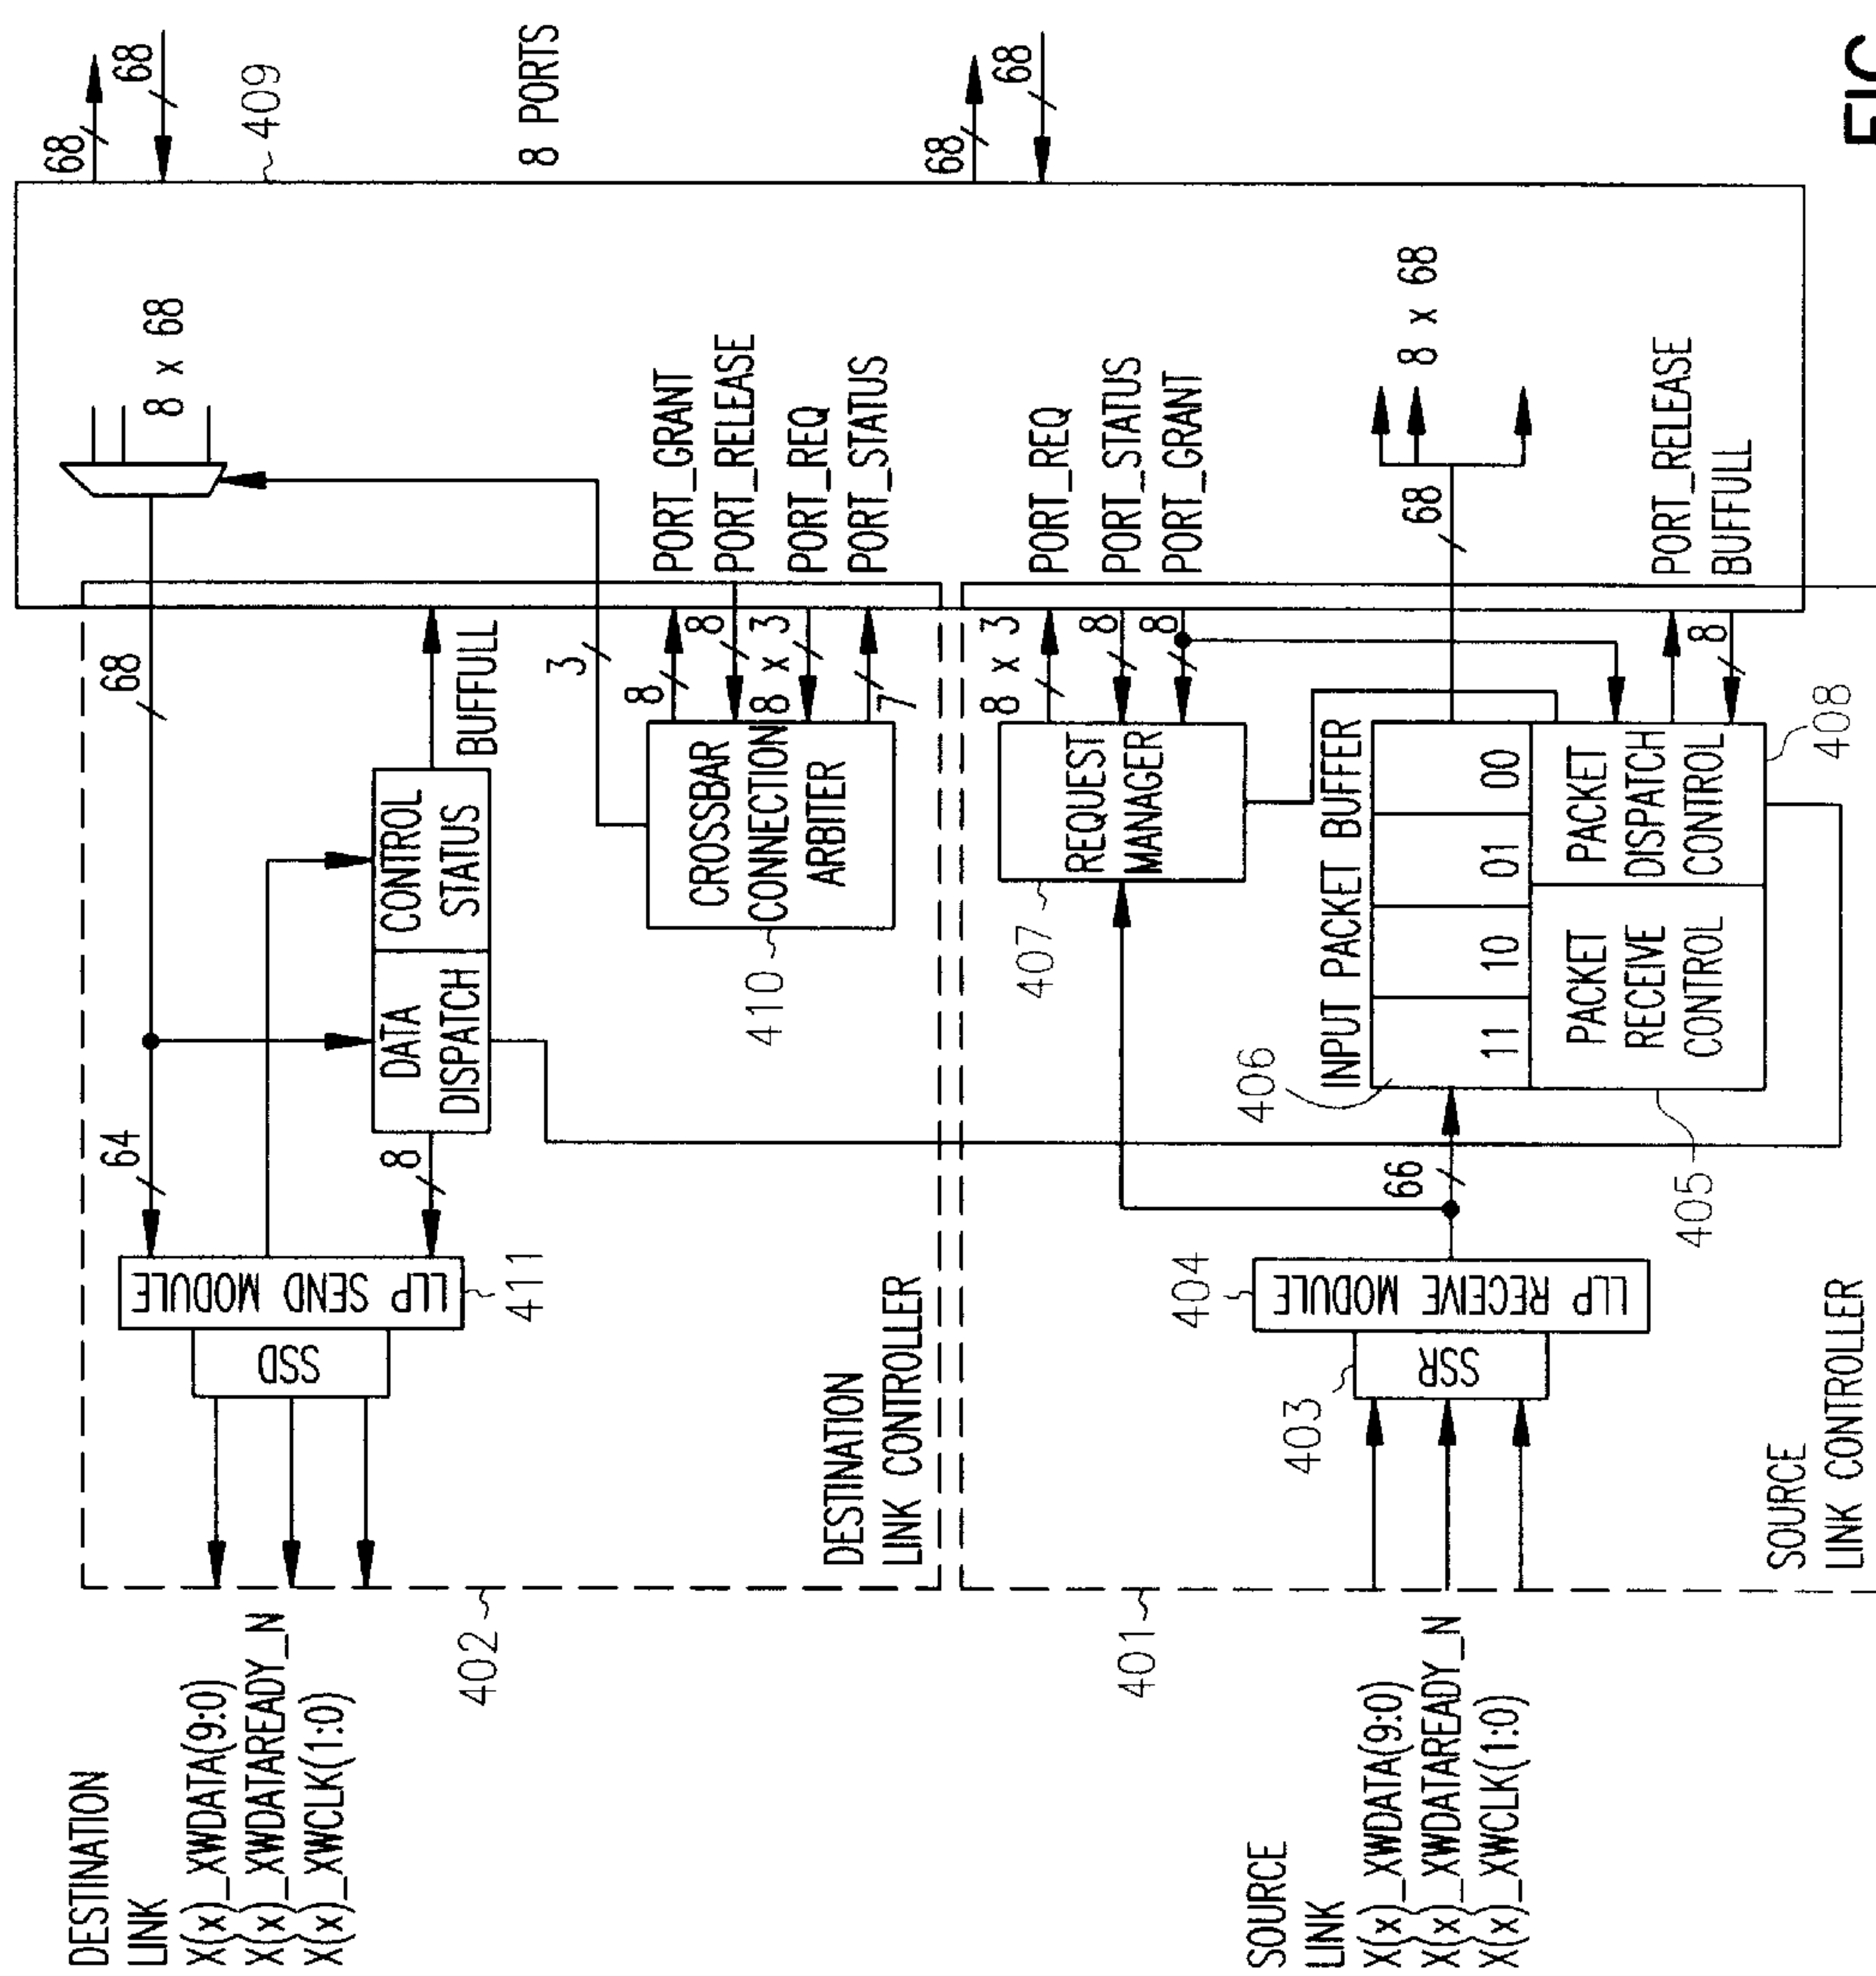 DESTINATION
LINK
X(x)_XWDATA(9:0)
X(x)_XWDATAREADY_N
X(x)_XWCLK(1:0)
402
SSD
LLP SEND MODULE
411
64
68
8
DATA
DISPATCH
CONTROL
STATUS
BUFFULL
3
410
CROSSBAR
CONNECTION
ARBITER
8
8
8 x 3
7
PORT_GRANT
PORT_RELEASE
PORT_REQ
PORT_STATUS
8 x 68
DESTINATION
LINK CONTROLLER
68
68
409
8 PORTS
68
68
SOURCE
LINK
X(x)_XWDATA(9:0)
X(x)_XWDATAREADY_N
X(x)_XWCLK(1:0)
401
403
SSR
404
LLP RECEIVE MODULE
66
407
REQUEST
MANAGER
8 x 3
8
8
PORT_REQ
PORT_STATUS
PORT_GRANT
406
INPUT PACKET BUFFER
11
10
01
00
68
8 x 68
405
PACKET
RECEIVE
CONTROL
PACKET
DISPATCH
CONTROL
408
8
PORT_RELEASE
BUFFULL
SOURCE
LINK CONTROLLER